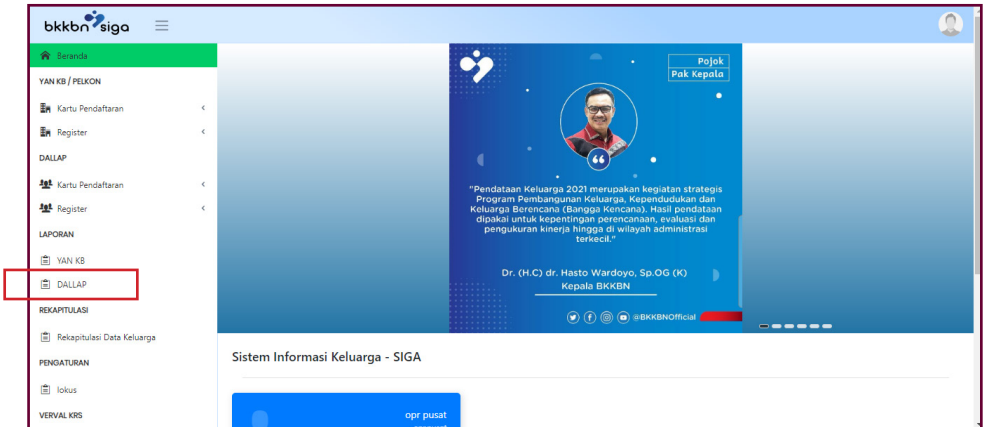 bkkbn siga
Beranda
YAN KB / PELKON
Kartu Pendaftaran
Register
DALLAP
Kartu Pendaftaran
Register
LAPORAN
YAN KB
DALLAP
REKAPITULASI
Rekapitulasi Data Keluarga
PENGATURAN
lokus
VERVAL KRS
Pojok
Pak Kepala
"Pendataan Keluarga 2021 merupakan kegiatan strategis
Program Pembangunan Keluarga, Kependudukan dan
Keluarga Berencana (Bangga Kencana). Hasil pendataan
dipakai untuk kepentingan perencanaan, evaluasi dan
pengukuran kinerja hingga di wilayah administrasi
terkecil."
Dr. (H.C) dr. Hasto Wardoyo, Sp.OG (K)
Kepala BKKBN
@BKKBNOfficial
Sistem Informasi Keluarga - SIGA
opr pusat